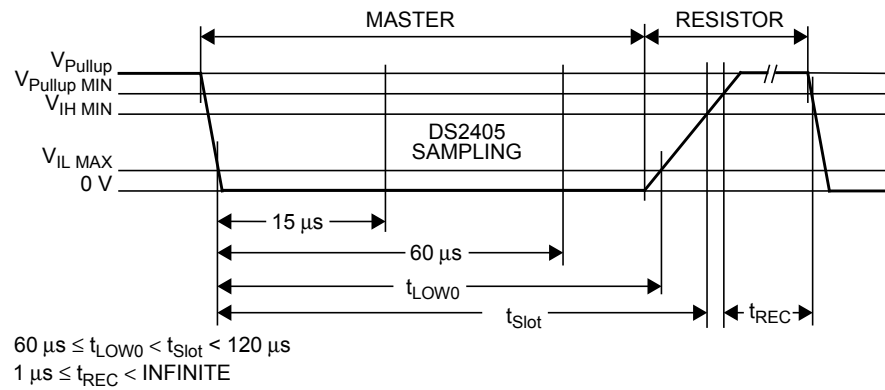 MASTER
RESISTOR
VPullup
VPullup MIN
VIH MIN
DS2405
SAMPLING
VIL MAX
0 V
15 μs
60 μs
tLOW0
tSlot
tREC
60 μs ≤ tLOW0 < tSlot < 120 μs
1 μs ≤ tREC < INFINITE